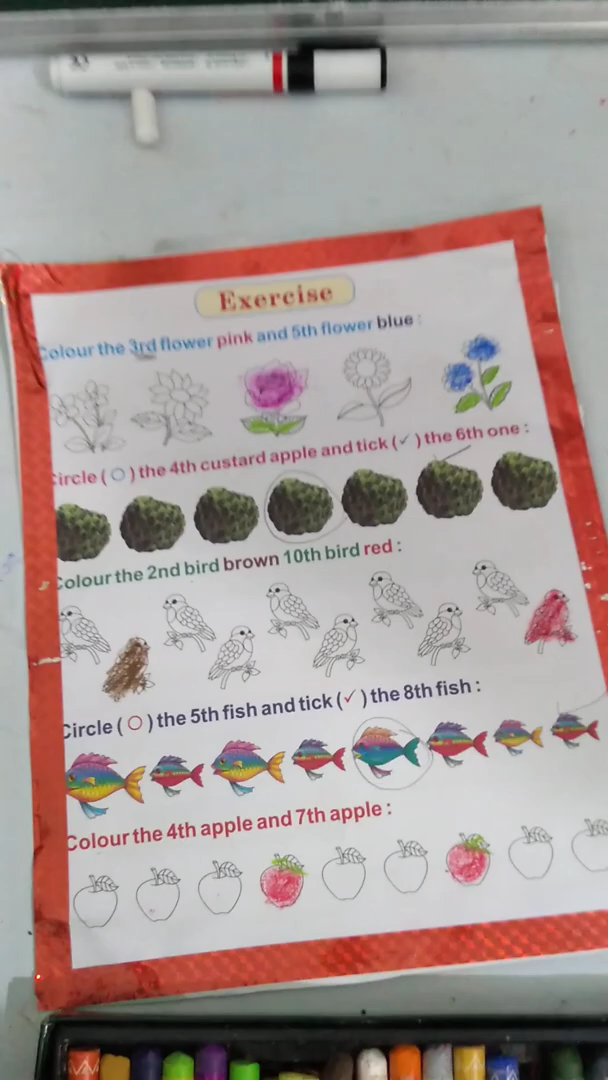 Exercise
Colour the 3rd flower pink and 5th flower blue :
Circle ( O ) the 4th custard apple and tick ( ✓ ) the 6th one :
Colour the 2nd bird brown 10th bird red :
Circle ( O ) the 5th fish and tick ( ✓ ) the 8th fish :
Colour the 4th apple and 7th apple :